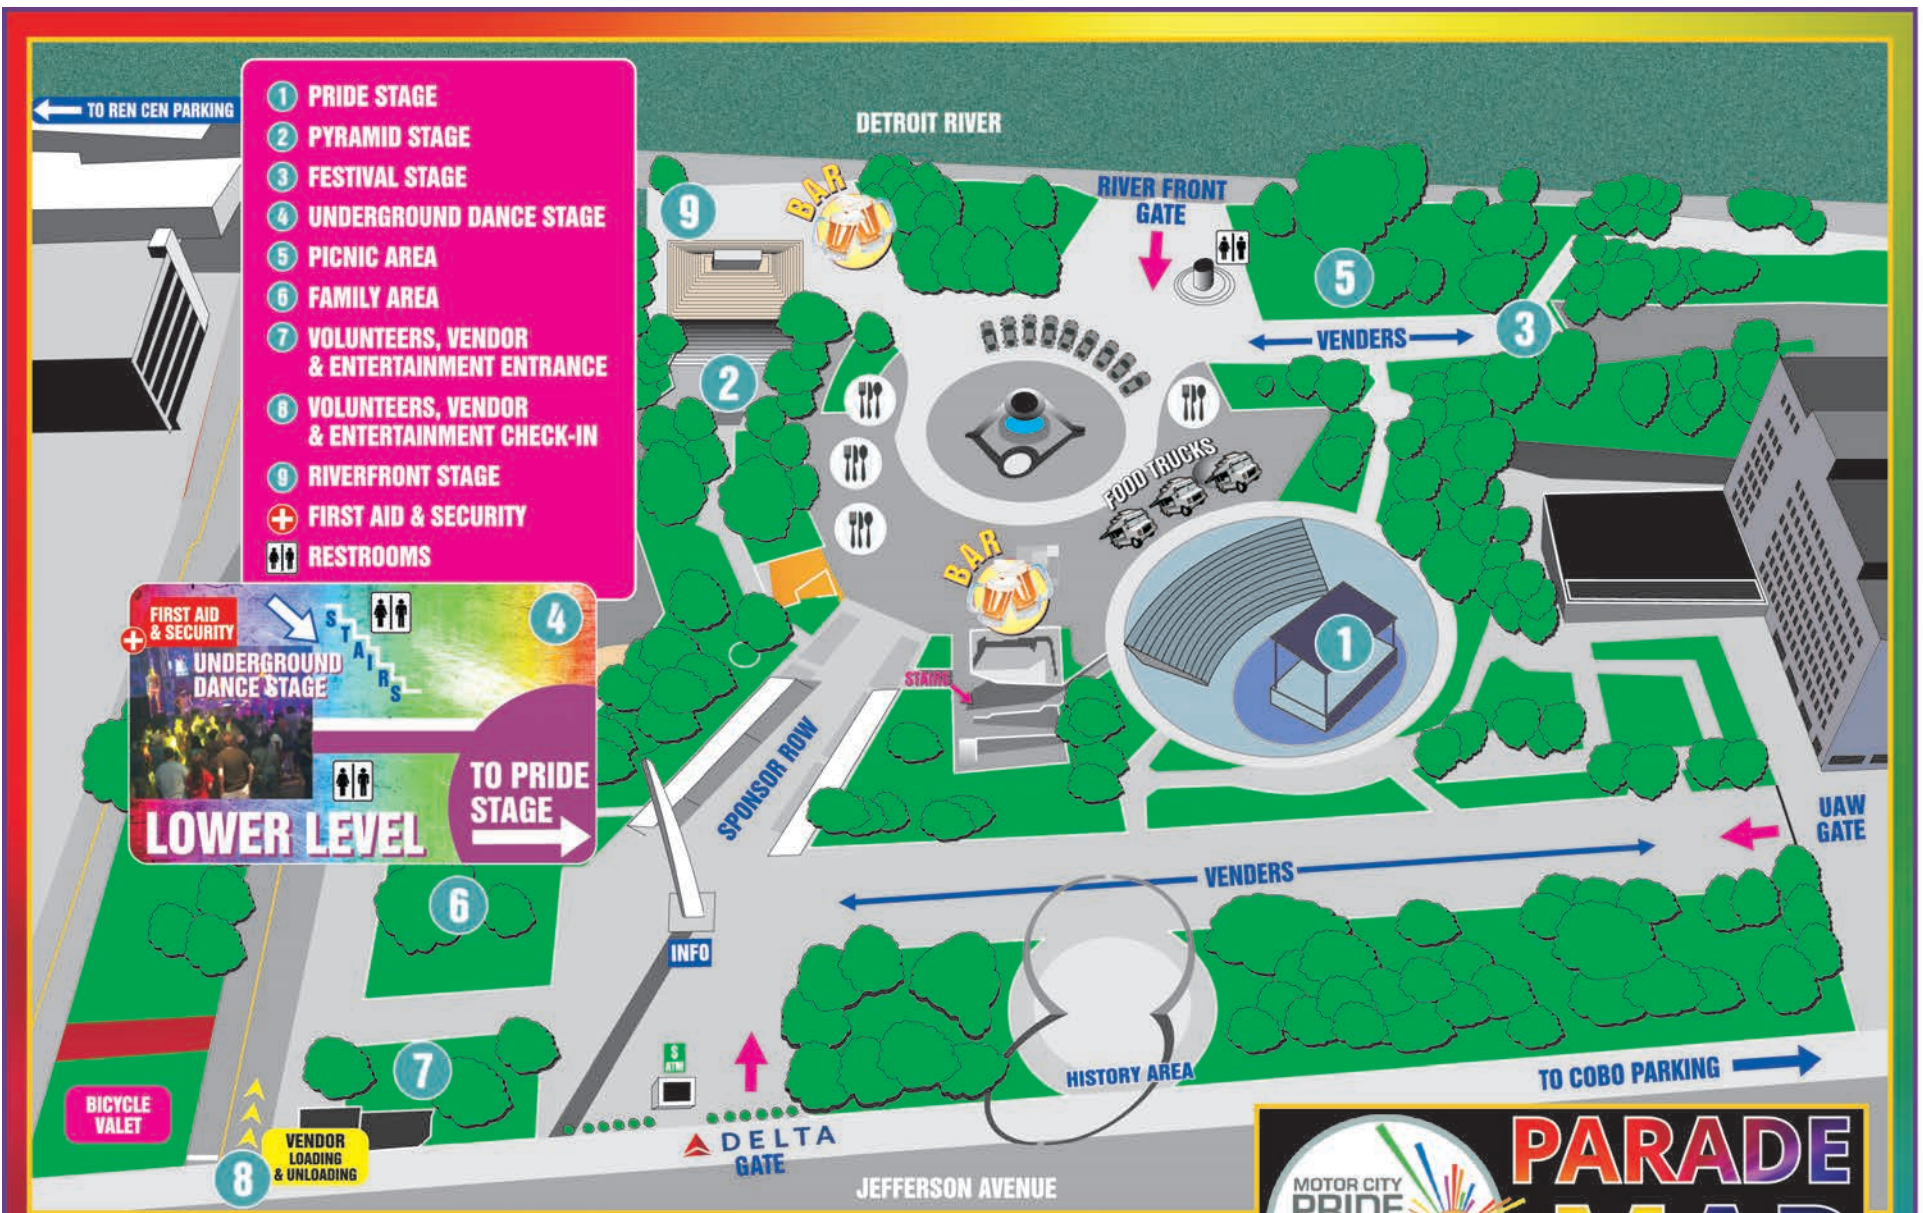 TO REN CEN PARKING
1 PRIDE STAGE
2 PYRAMID STAGE
3 FESTIVAL STAGE
4 UNDERGROUND DANCE STAGE
5 PICNIC AREA
6 FAMILY AREA
7 VOLUNTEERS, VENDOR
& ENTERTAINMENT ENTRANCE
8 VOLUNTEERS, VENDOR
& ENTERTAINMENT CHECK-IN
9 RIVERFRONT STAGE
FIRST AID & SECURITY
RESTROOMS
DETROIT RIVER
9
BAR
RIVER FRONT
GATE
5
VENDERS
3
2
FOOD TRUCKS
BAR
1
STAIRS
FIRST AID
& SECURITY
STAIRS
4
UNDERGROUND
DANCE STAGE
TO PRIDE
STAGE
LOWER LEVEL
SPONSOR ROW
UAW
GATE
VENDERS
6
INFO
HISTORY AREA
TO COBO PARKING
7
$
ATM
BICYCLE
VALET
8
VENDOR
LOADING
& UNLOADING
DELTA
GATE
JEFFERSON AVENUE
MOTOR CITY
PRIDE
PARADE
MAP